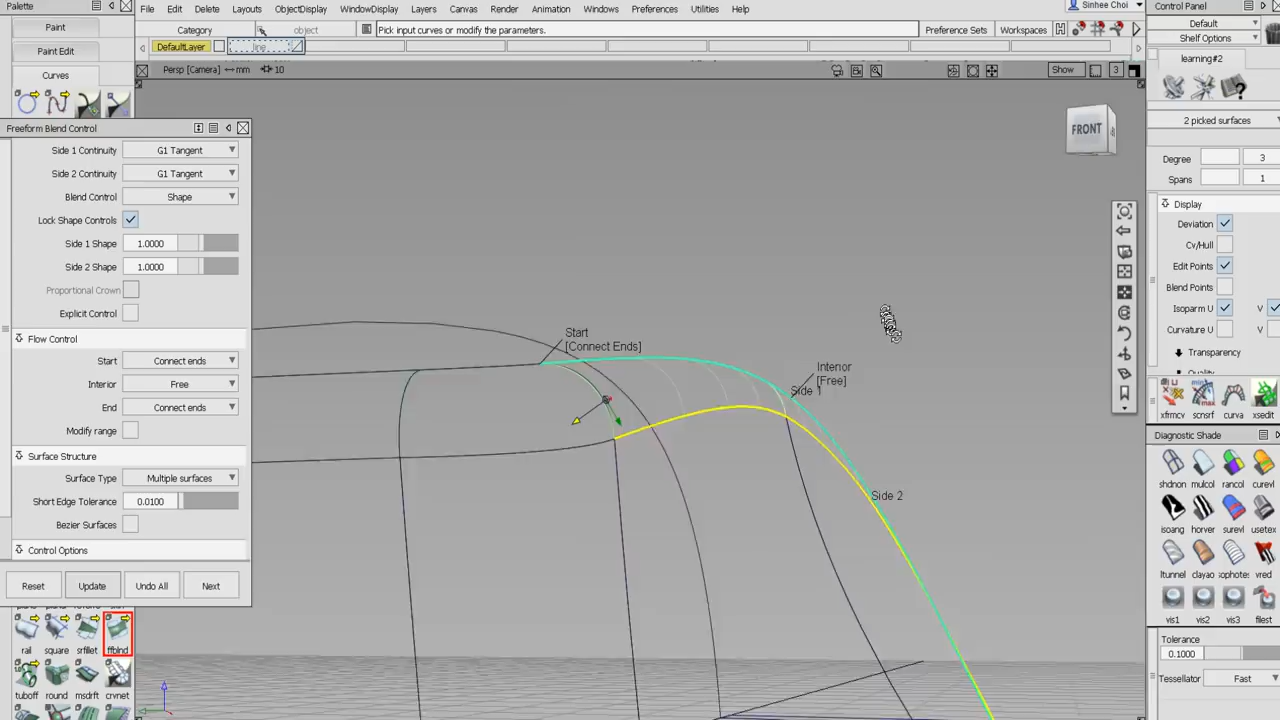 Palette
File Edit Delete Layouts ObjectDisplay WindowDisplay Layers Canvas Render Animation Windows Preferences Utilities Help
Sinhee Choi
Control Panel
Paint
Category
object
Pick input curves or modify the parameters.
Preference Sets
Workspaces
Default
Shelf Options
Paint Edit
DefaultLayer
line
learning#2
Curves
Persp [Camera]
mm
10
Show
3
2 picked surfaces
Freeform Blend Control
FRONT
Side 1 Continuity
G1 Tangent
Side 2 Continuity
G1 Tangent
Blend Control
Shape
Lock Shape Controls
Side 1 Shape
1.0000
Side 2 Shape
1.0000
Proportional Crown
Explicit Control
Flow Control
Start
Connect ends
Interior
Free
End
Connect ends
Modify range
Surface Structure
Surface Type
Multiple surfaces
Short Edge Tolerance
0.0100
Bezier Surfaces
Control Options
Reset
Update
Undo All
Next
rail square srfillet ffblnd
tuboff round msdrft crvnet
Start
[Connect Ends]
Interior
[Free]
Side 1
Side 2
Degree
3
Spans
1
Display
Deviation
Cv/Hull
Edit Points
Blend Points
Isoparm U
V
Curvature U
V
Transparency
xfrmcv scnsrf curva xsedit
Diagnostic Shade
shdnon mulcol rancol curevl
isoang horver surevl
ltunnel clayao vred
vis1 vis2 vis3 filest
Tolerance
0.1000
Tessellator
Fast